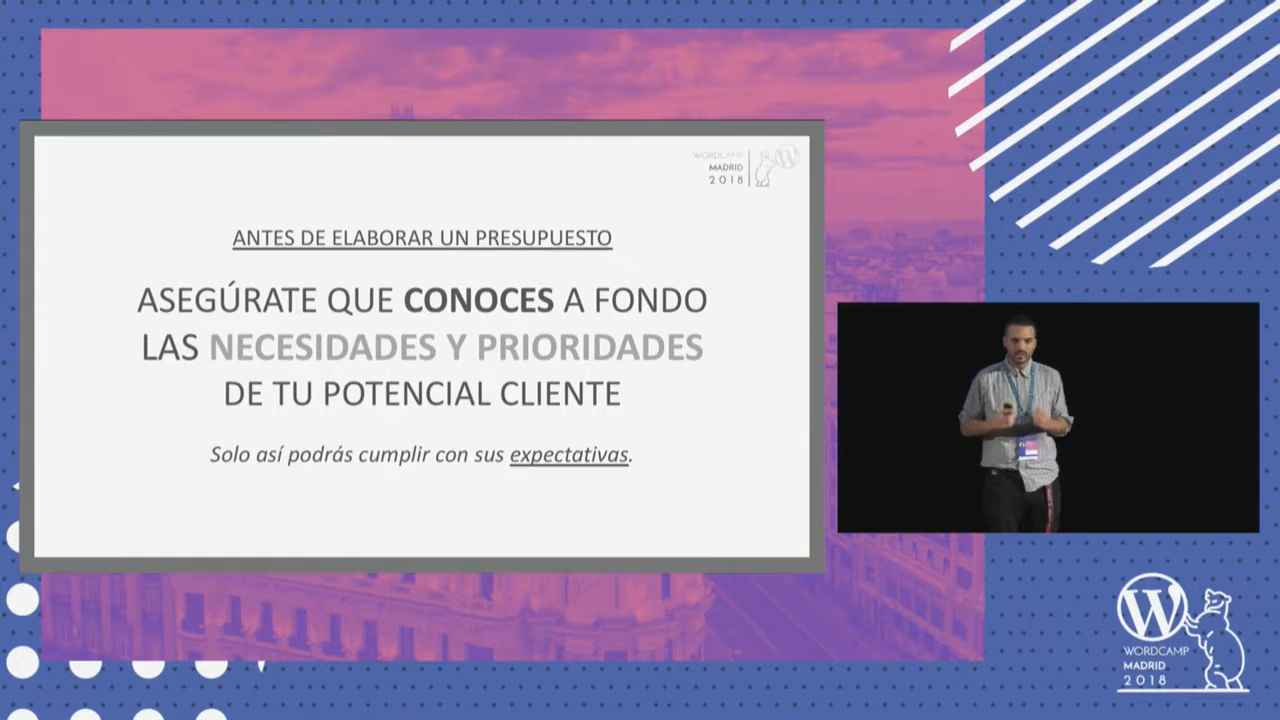 WORDCAMP
MADRID
2018
ANTES DE ELABORAR UN PRESUPUESTO
ASEGÚRATE QUE CONOCES A FONDO
LAS NECESIDADES Y PRIORIDADES
DE TU POTENCIAL CLIENTE
Solo así podrás cumplir con sus expectativas.
WORDCAMP
MADRID
2018